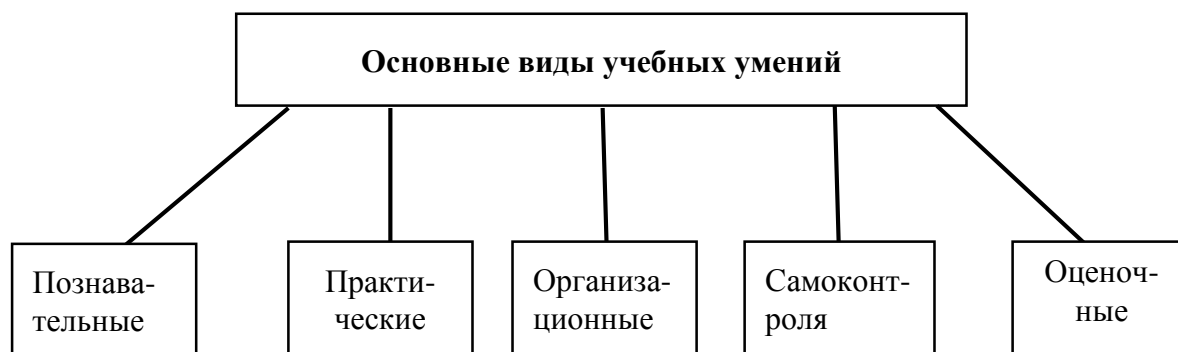 Основные виды учебных умений
Познава-
тельные
Практи-
ческие
Организа-
ционные
Самоконт-
роля
Оценоч-
ные